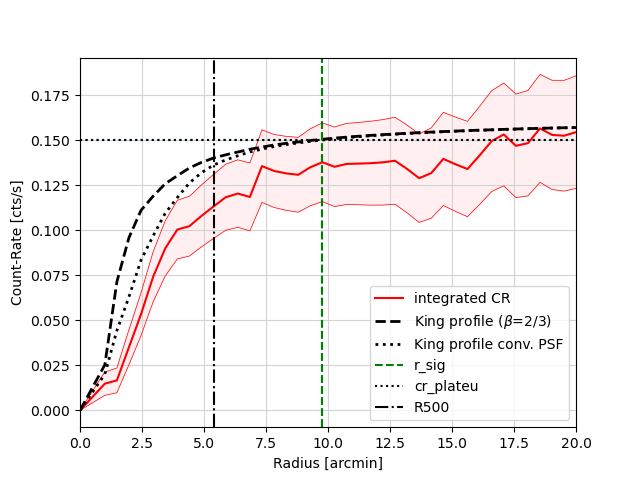 0.175
0.150
0.125
0.100
0.075
0.050
0.025
0.000
Count-Rate [cts/s]
integrated CR
King profile (β=2/3)
King profile conv. PSF
r_sig
cr_plateu
R500
0.0 2.5 5.0 7.5 10.0 12.5 15.0 17.5 20.0
Radius [arcmin]